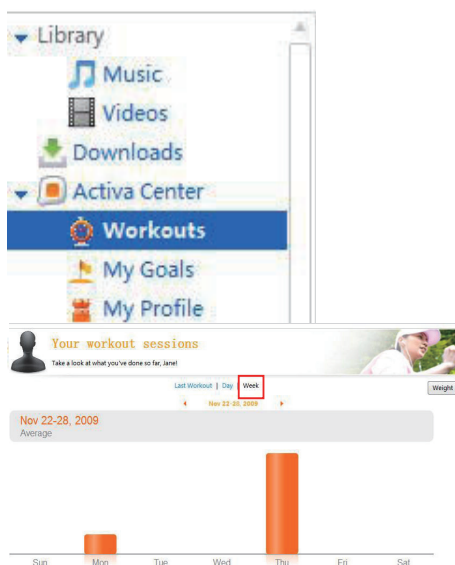 Library
Music
Videos
Downloads
Activa Center
Workouts
My Goals
My Profile
Your workout sessions
Take a look at what you've done so far, Jane!
Last Workout | Day Week
Weight
Nov 22-28, 2009
Nov 22-28, 2009
Average
Sun Mon Tue Wed Thu Fri Sat